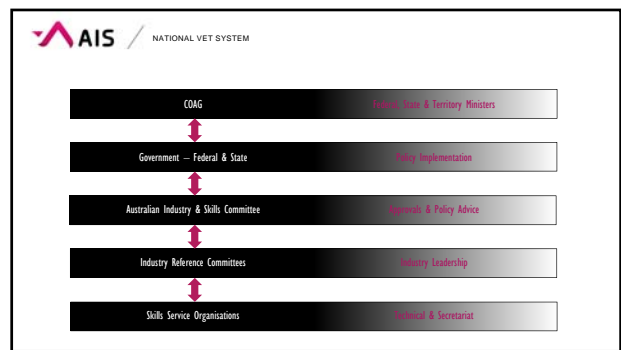 AIS / NATIONAL VET SYSTEM
COAG
Federal, State & Territory Ministers
Government – Federal & State
Policy Implementation
Australian Industry & Skills Committee
Approvals & Policy Advice
Industry Reference Committees
Industry Leadership
Skills Service Organisations
Technical & Secretariat